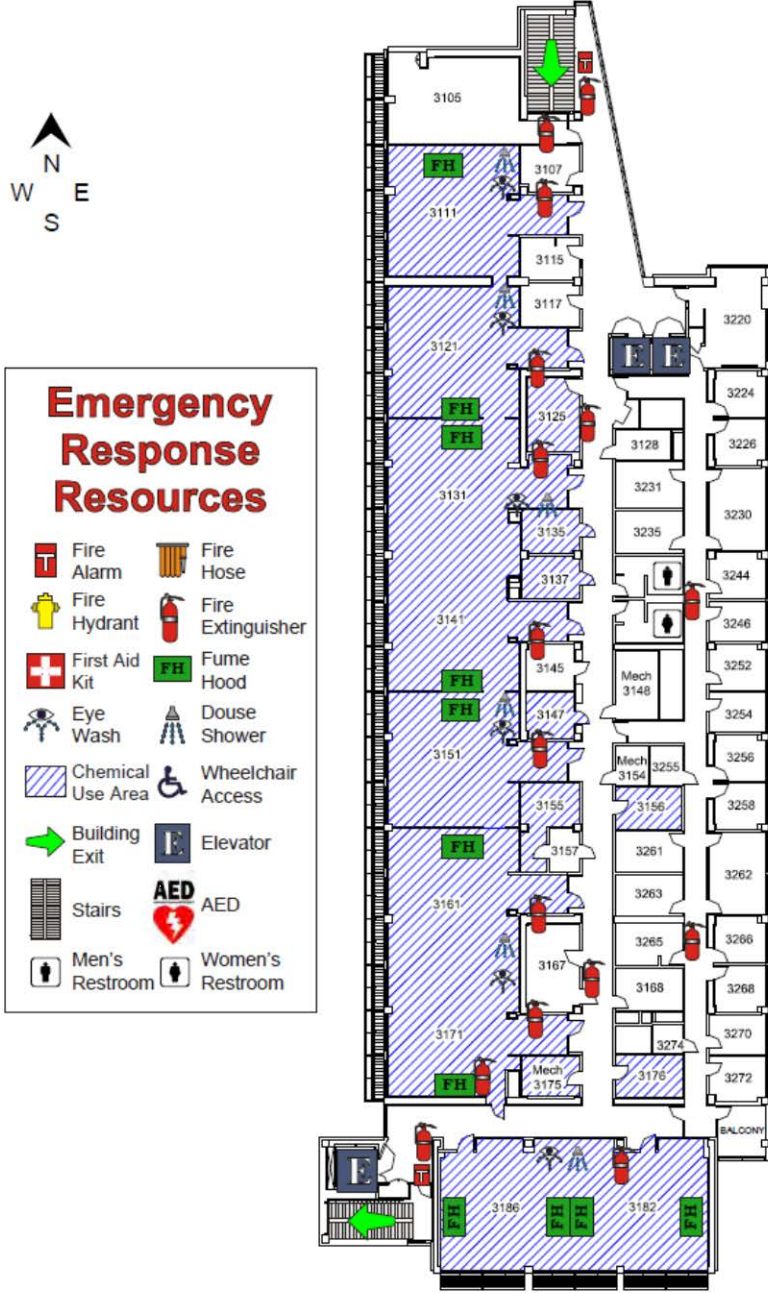 N
W E
S
Emergency
Response
Resources
Fire
Alarm
Fire
Hose
Fire
Hydrant
Fire
Extinguisher
First Aid
Kit
FH
Fume
Hood
Eye
Wash
Douse
Shower
Chemical
Use Area
Wheelchair
Access
Building
Exit
E
Elevator
Stairs
AED
AED
Men's
Restroom
Women's
Restroom
3105
FH
3107
3111
3115
3117
3121
3220
E E
FH
FH
3125
3224
3128
3226
3131
3231
3230
3135
3235
3137
3244
3141
3246
3145
Mech
3148
3252
FH
FH
3147
3254
3151
Mech
3154
3255
3256
3155
3156
3258
FH
3157
3261
3262
3161
3263
3167
3265
3266
3168
3268
3171
3274
3270
FH
Mech
3175
3176
3272
BALCONY
E
FH
3186
FH
FH
3182
FH